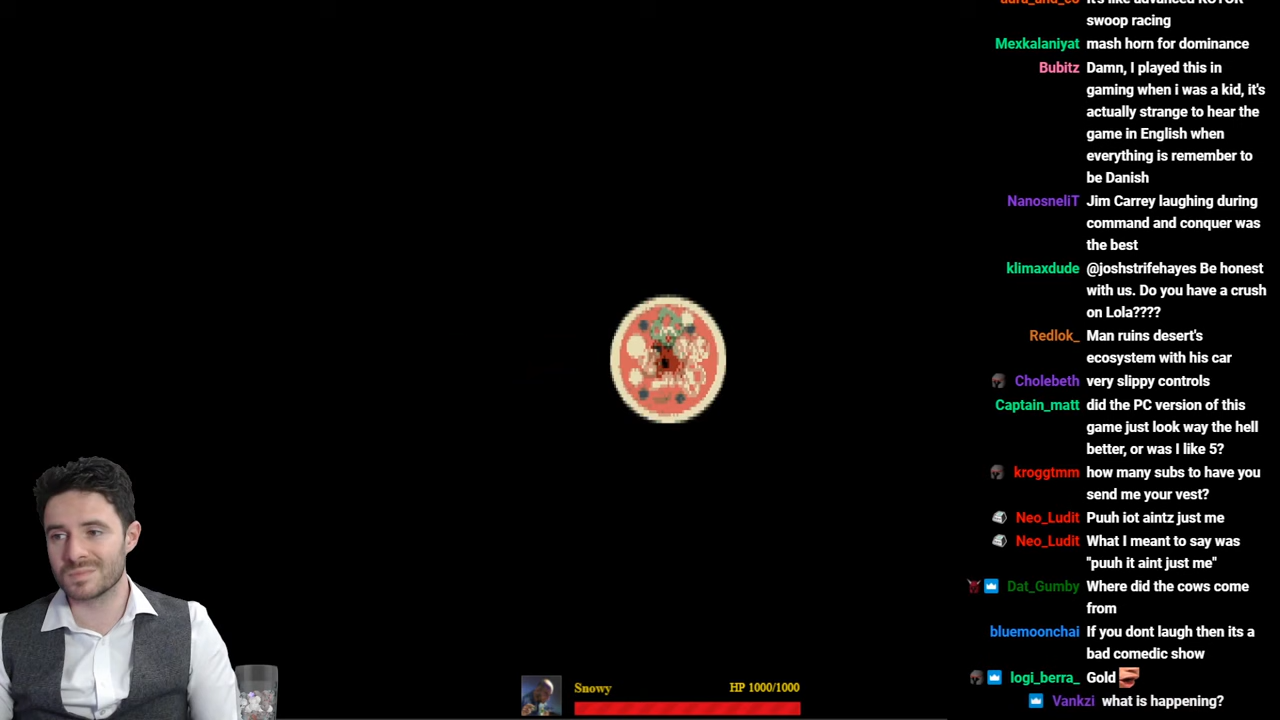 swoop racing
Mexkalaniyat mash horn for dominance
Bubitz Damn, I played this in
gaming when i was a kid, it's
actually strange to hear the
game in English when
everything is remember to
be Danish
NanosneliT Jim Carrey laughing during
command and conquer was
the best
klimaxdude @joshstrifehayes Be honest
with us. Do you have a crush
on Lola????
Redlok_ Man ruins desert's
ecosystem with his car
Cholebeth very slippy controls
Captain_matt did the PC version of this
game just look way the hell
better, or was I like 5?
kroggtmm how many subs to have you
send me your vest?
Neo_Ludit Puuh iot aintz just me
Neo_Ludit What I meant to say was
"puuh it aint just me"
Dat_Gumby Where did the cows come
from
bluemoonchai If you dont laugh then its a
bad comedic show
logi_berra_ Gold
Vankzi what is happening?
Snowy HP 1000/1000